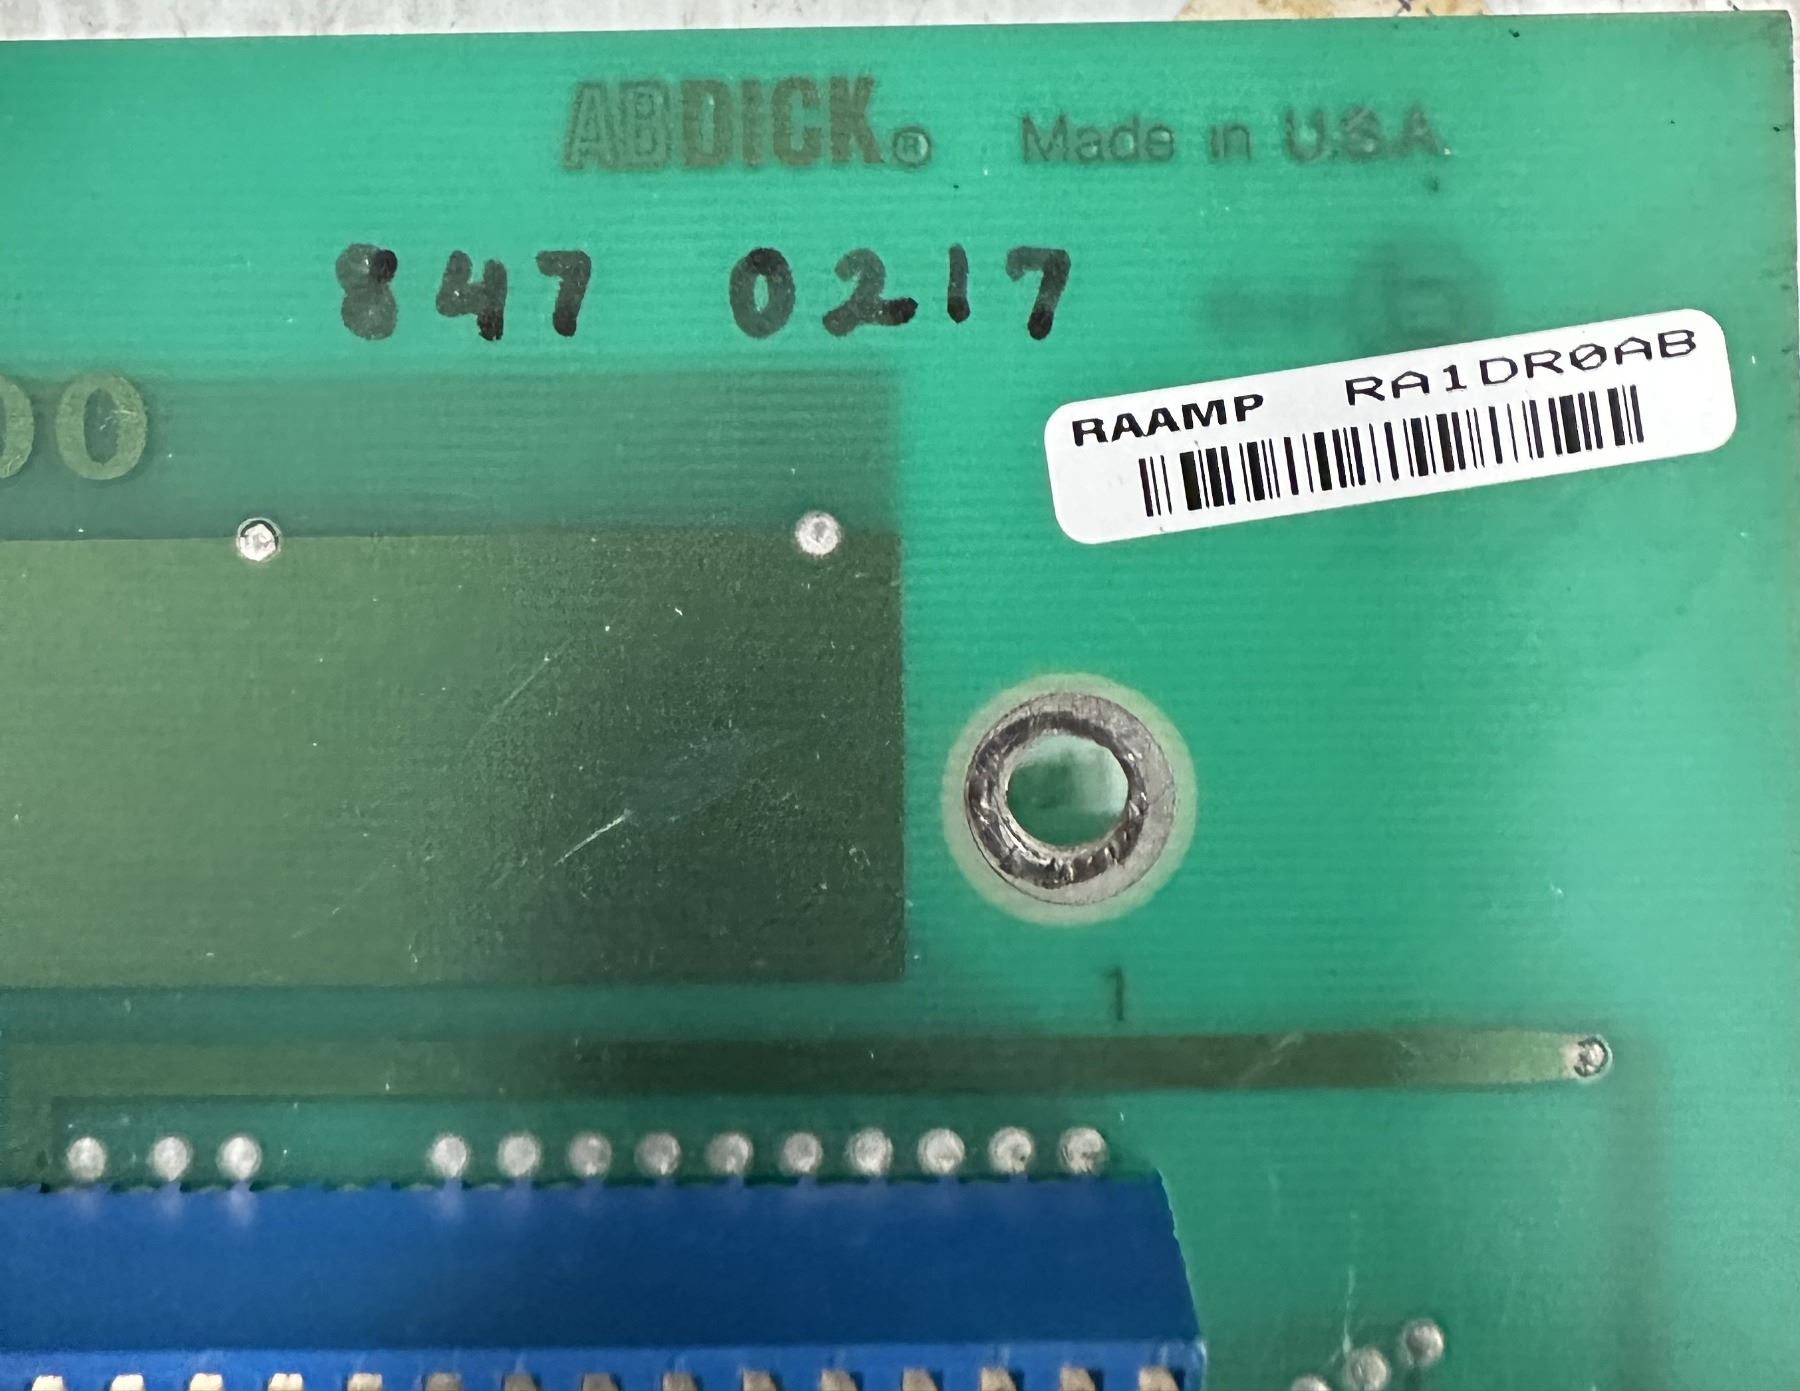 ABDICK® Made in U.S.A.
847 0217
00
RAAMP RA1DR0AB
1